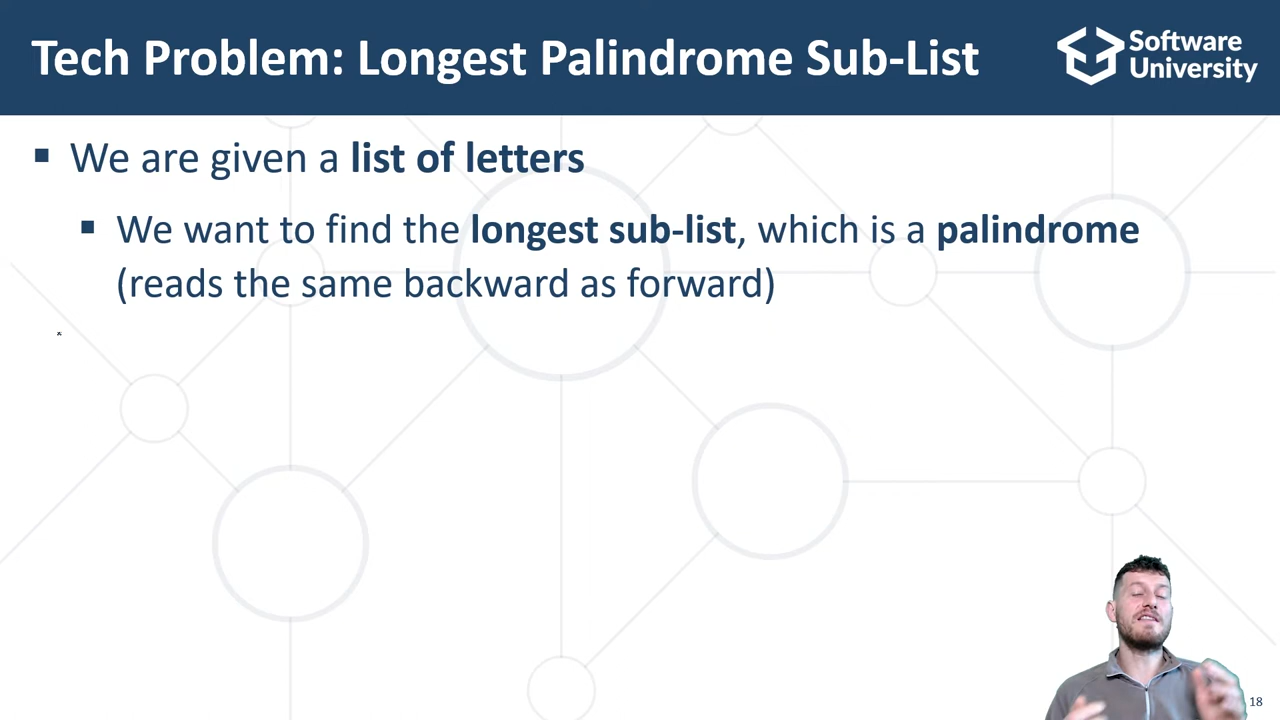 Tech Problem: Longest Palindrome Sub-List
Software
University
We are given a list of letters
We want to find the longest sub-list, which is a palindrome
(reads the same backward as forward)
18